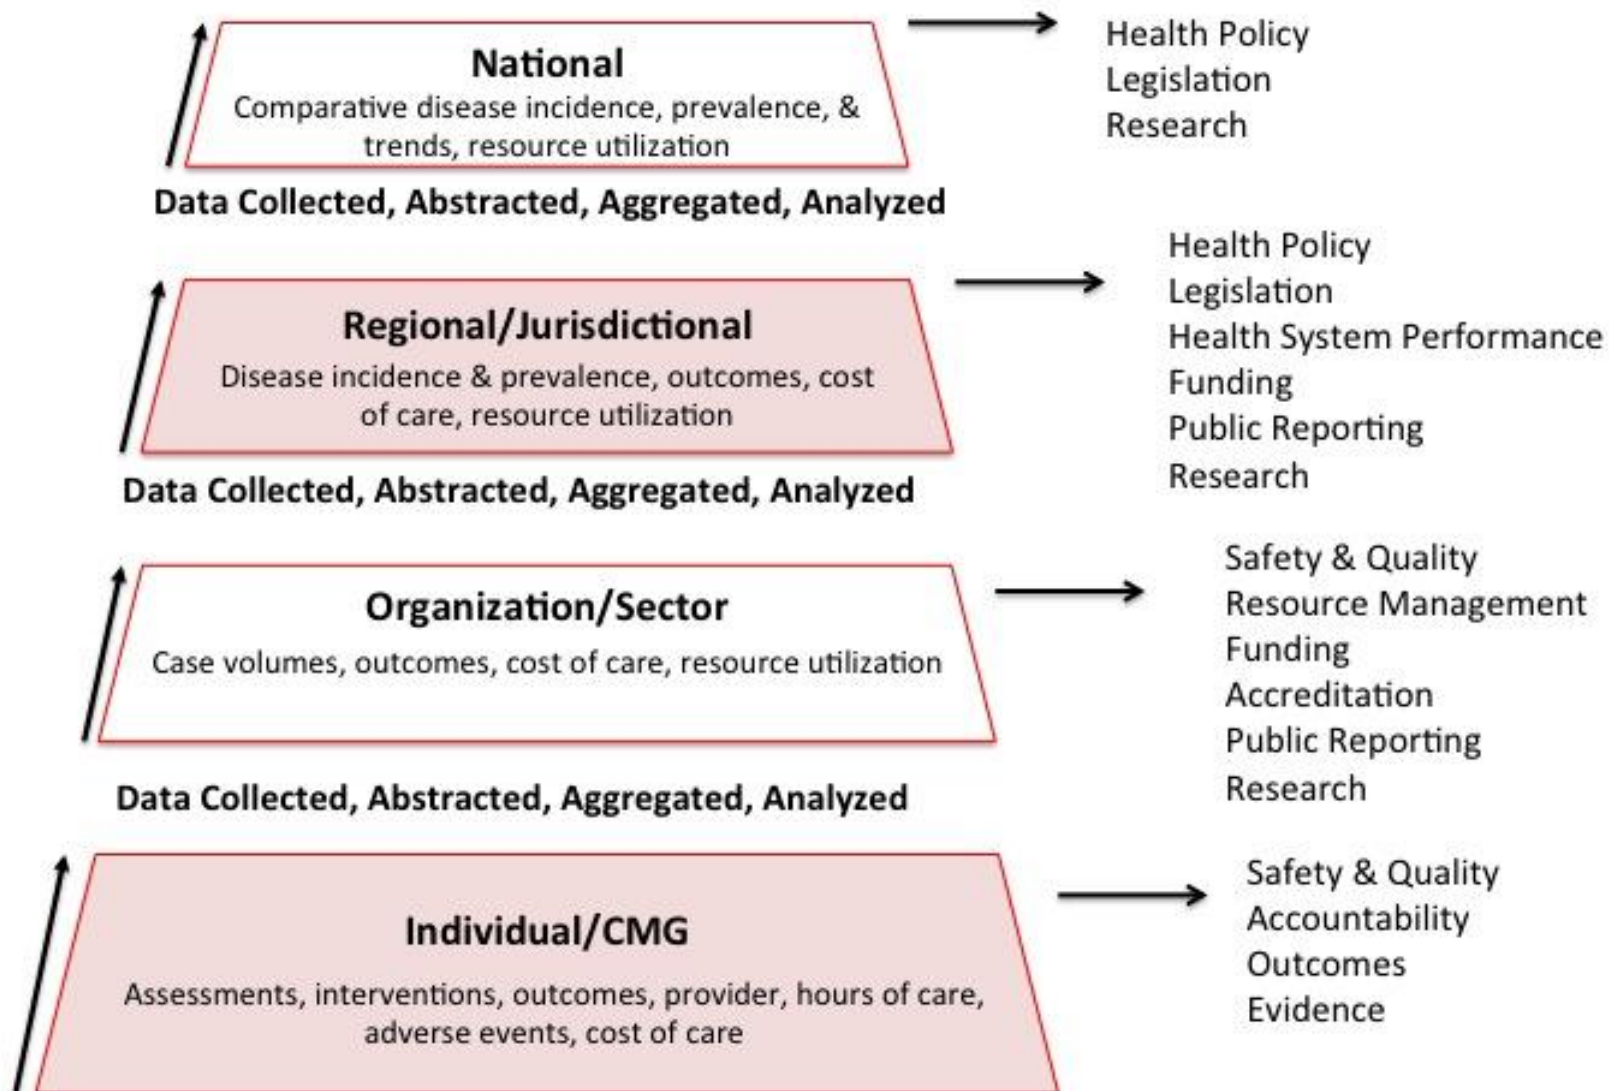 National
Comparative disease incidence, prevalence, &
trends, resource utilization
Health Policy
Legislation
Research
Data Collected, Abstracted, Aggregated, Analyzed
Regional/Jurisdictional
Disease incidence & prevalence, outcomes, cost
of care, resource utilization
Health Policy
Legislation
Health System Performance
Funding
Public Reporting
Research
Data Collected, Abstracted, Aggregated, Analyzed
Organization/Sector
Case volumes, outcomes, cost of care, resource utilization
Safety & Quality
Resource Management
Funding
Accreditation
Public Reporting
Research
Data Collected, Abstracted, Aggregated, Analyzed
Individual/CMG
Assessments, interventions, outcomes, provider, hours of care,
adverse events, cost of care
Safety & Quality
Accountability
Outcomes
Evidence